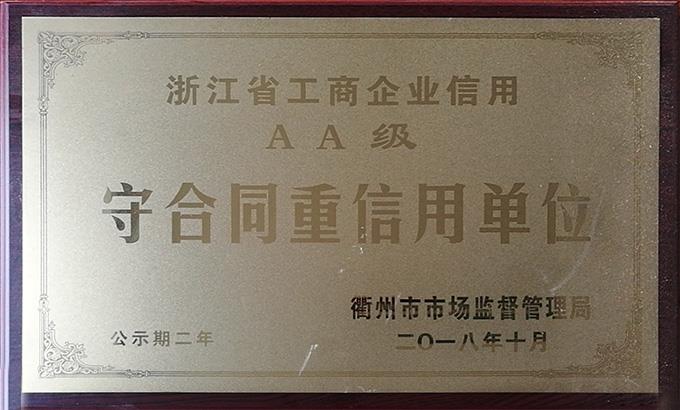 浙江省工商企业信用
AA级
守合同重信用单位
衢州市市场监督管理局
公示期二年
二〇一八年十月